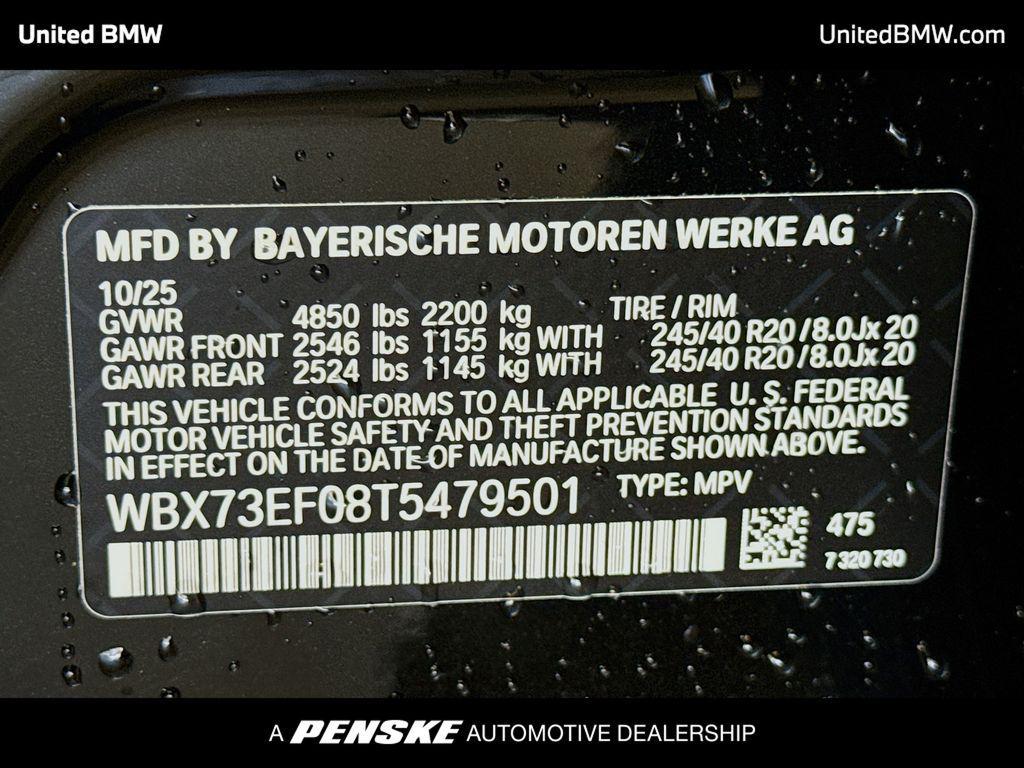 United BMW
UnitedBMW.com
MFD BY BAYERISCHE MOTOREN WERKE AG
10/25
GVWR 4850 lbs 2200 kg TIRE / RIM
GAWR FRONT 2546 lbs 1155 kg WITH 245/40 R20 / 8.0Jx 20
GAWR REAR 2524 lbs 1145 kg WITH 245/40 R20 / 8.0Jx 20
THIS VEHICLE CONFORMS TO ALL APPLICABLE U. S. FEDERAL
MOTOR VEHICLE SAFETY AND THEFT PREVENTION STANDARDS
IN EFFECT ON THE DATE OF MANUFACTURE SHOWN ABOVE.
WBX73EF08T5479501 TYPE: MPV
475
7 320 730
A PENSKE AUTOMOTIVE DEALERSHIP